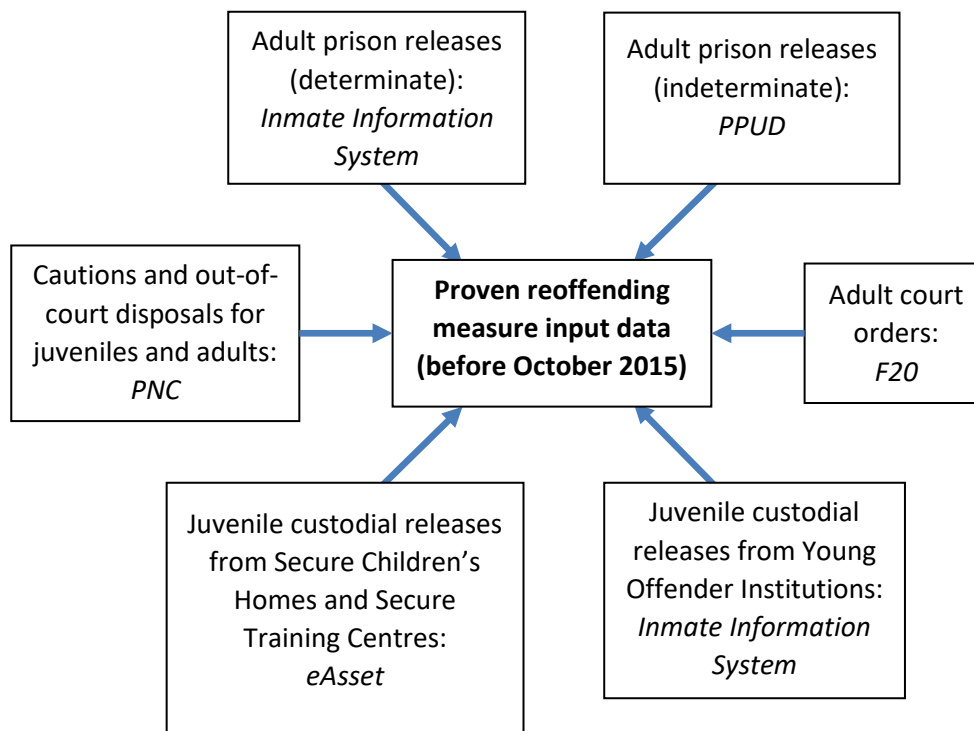 Adult prison releases
(determinate):
Inmate Information
System
Adult prison releases
(indeterminate):
PPUD
Cautions and out-of-
court disposals for
juveniles and adults:
PNC
Proven reoffending
measure input data
(before October 2015)
Adult court
orders:
F20
Juvenile custodial releases
from Secure Children’s
Homes and Secure
Training Centres:
eAsset
Juvenile custodial
releases from Young
Offender Institutions:
Inmate Information
System